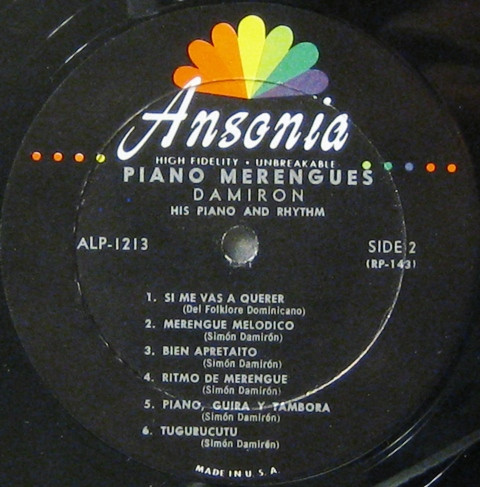 Ansonia
HIGH FIDELITY • UNBREAKABLE
PIANO MERENGUES
DAMIRON
HIS PIANO AND RHYTHM
ALP-1213
SIDE 2
(RP-143)
1. SI ME VAS A QUERER
(Del Folklore Dominicano)
2. MERENGUE MELODICO
(Simón Damirón)
3. BIEN APRETAITO
(Simón Damirón)
4. RITMO DE MERENGUE
(Simón Damirón)
5. PIANO, GUIRA Y TAMBORA
(Simón Damirón)
6. TUGURUCUTU
(Simón Damirón)
MADE IN U. S. A.